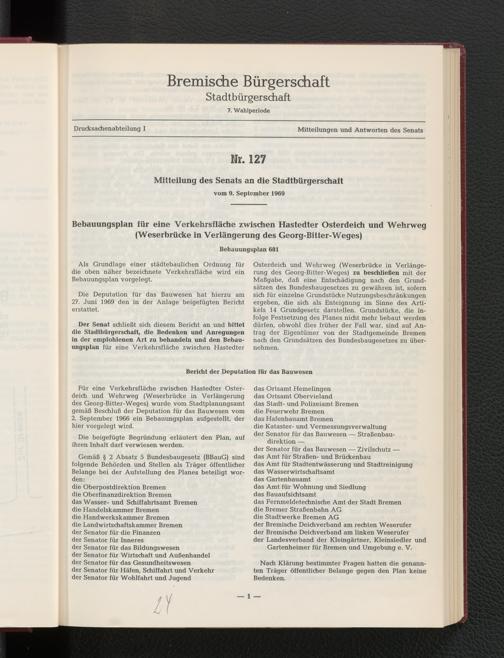 Bremische Bürgerschaft
Stadtbürgerschaft
7. Wahlperiode
Drucksachenabteilung I
Mitteilungen und Antworten des Senats
Nr. 127
Mitteilung des Senats an die Stadtbürgerschaft
vom 9. September 1969
Bebauungsplan für eine Verkehrsfläche zwischen Hastedter Osterdeich und Wehrweg
(Weserbrücke in Verlängerung des Georg-Bitter-Weges)
Bebauungsplan 681
Als Grundlage einer städtebaulichen Ordnung für
die oben näher bezeichnete Verkehrsfläche wird ein
Bebauungsplan vorgelegt.
Die Deputation für das Bauwesen hat hierzu am
27. Juni 1969 den in der Anlage beigefügten Bericht
erstattet.
Der Senat schließt sich diesem Bericht an und bittet
die Stadtbürgerschaft, die Bedenken und Anregungen
in der empfohlenen Art zu behandeln und den Bebau-
ungsplan für eine Verkehrsfläche zwischen Hastedter
Osterdeich und Wehrweg (Weserbrücke in Verlänge-
rung des Georg-Bitter-Weges) zu beschließen mit der
Maßgabe, daß eine Entschädigung nach den Grund-
sätzen des Bundesbaugesetzes zu gewähren ist, sofern
sich für einzelne Grundstücke Nutzungsbeschränkungen
ergeben, die sich als Enteignung im Sinne des Arti-
kels 14 Grundgesetz darstellen. Grundstücke, die in-
folge Festsetzung des Planes nicht mehr bebaut werden
dürfen, obwohl dies früher der Fall war, sind auf An-
trag der Eigentümer von der Stadtgemeinde Bremen
nach den Grundsätzen des Bundesbaugesetzes zu über-
nehmen.
Bericht der Deputation für das Bauwesen
Für eine Verkehrsfläche zwischen Hastedter Oster-
deich und Wehrweg (Weserbrücke in Verlängerung
des Georg-Bitter-Weges) wurde vom Stadtplanungsamt
gemäß Beschluß der Deputation für das Bauwesen vom
2. September 1966 ein Bebauungsplan aufgestellt, der
hier vorgelegt wird.
Die beigefügte Begründung erläutert den Plan, auf
ihren Inhalt darf verwiesen werden.
Gemäß § 2 Absatz 5 Bundesbaugesetz (BBauG) sind
folgende Behörden und Stellen als Träger öffentlicher
Belange bei der Aufstellung des Planes beteiligt wor-
den:
die Oberpostdirektion Bremen
die Oberfinanzdirektion Bremen
das Wasser- und Schiffahrtsamt Bremen
die Handelskammer Bremen
die Handwerkskammer Bremen
die Landwirtschaftskammer Bremen
der Senator für die Finanzen
der Senator für Inneres
der Senator für das Bildungswesen
der Senator für Wirtschaft und Außenhandel
der Senator für das Gesundheitswesen
der Senator für Häfen, Schiffahrt und Verkehr
der Senator für Wohlfahrt und Jugend
das Ortsamt Hemelingen
das Ortsamt Obervieland
das Stadt- und Polizeiamt Bremen
die Feuerwehr Bremen
das Hafenbauamt Bremen
die Kataster- und Vermessungsverwaltung
der Senator für das Bauwesen — Straßenbau-
direktion —
der Senator für das Bauwesen — Zivilschutz —
das Amt für Straßen- und Brückenbau
das Amt für Stadtentwässerung und Stadtreinigung
das Wasserwirtschaftsamt
das Gartenbauamt
das Amt für Wohnung und Siedlung
das Bauaufsichtsamt
das Fernmeldetechnische Amt der Stadt Bremen
die Bremer Straßenbahn AG
die Stadtwerke Bremen AG
der Bremische Deichverband am rechten Weserufer
der Bremische Deichverband am linken Weserufer
der Landesverband der Kleingärtner, Kleinsiedler und
Gartenheimer für Bremen und Umgebung e. V.
Nach Klärung bestimmter Fragen hatten die genann-
ten Träger öffentlicher Belange gegen den Plan keine
Bedenken.
24
— 1 —